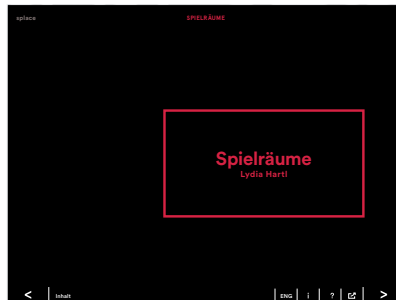 xplace
SPIELRÄUME
Spielräume
Lydia Hartl
<
Inhalt
ENG
i
?
>